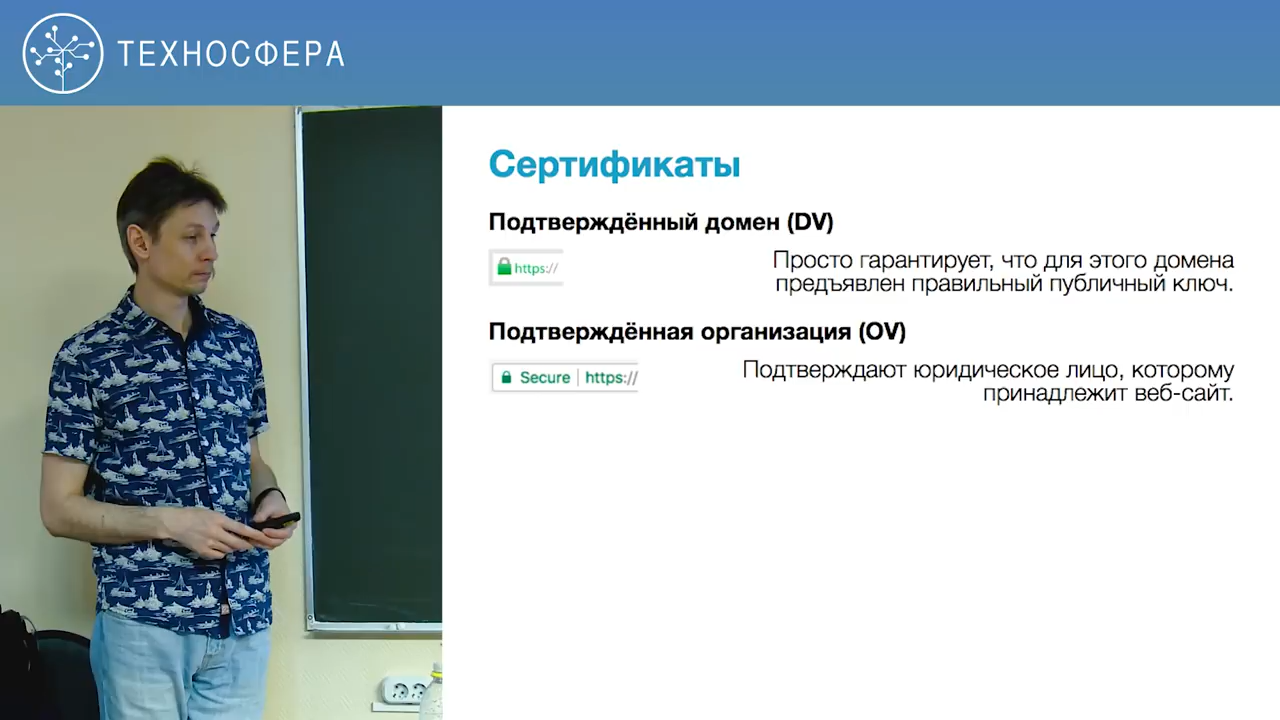 ТЕХНОСФЕРА
Сертификаты
Подтверждённый домен (DV)
https://
Просто гарантирует, что для этого домена
предъявлен правильный публичный ключ.
Подтверждённая организация (OV)
Secure https://
Подтверждают юридическое лицо, которому
принадлежит веб-сайт.